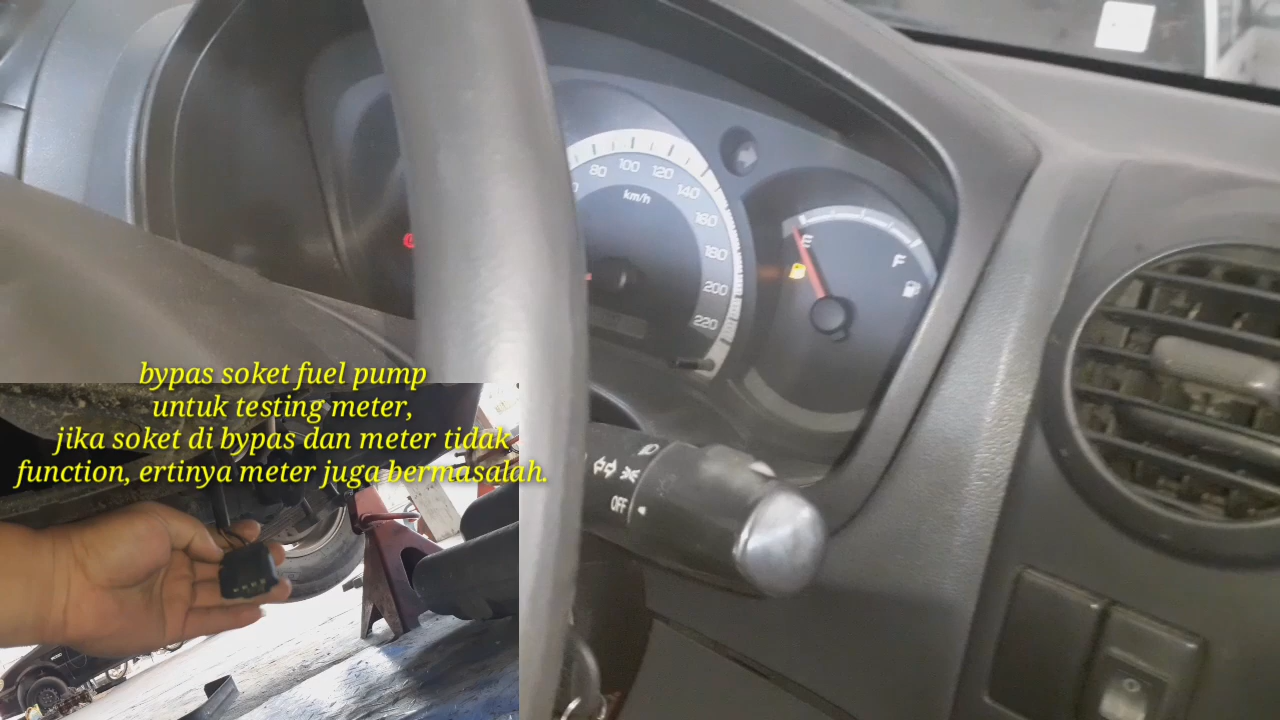 80
100
120
140
160
180
200
220
km/h
E
F
OFF
bypas soket fuel pump
untuk testing meter,
jika soket di bypas dan meter tidak
function, ertinya meter juga bermasalah.